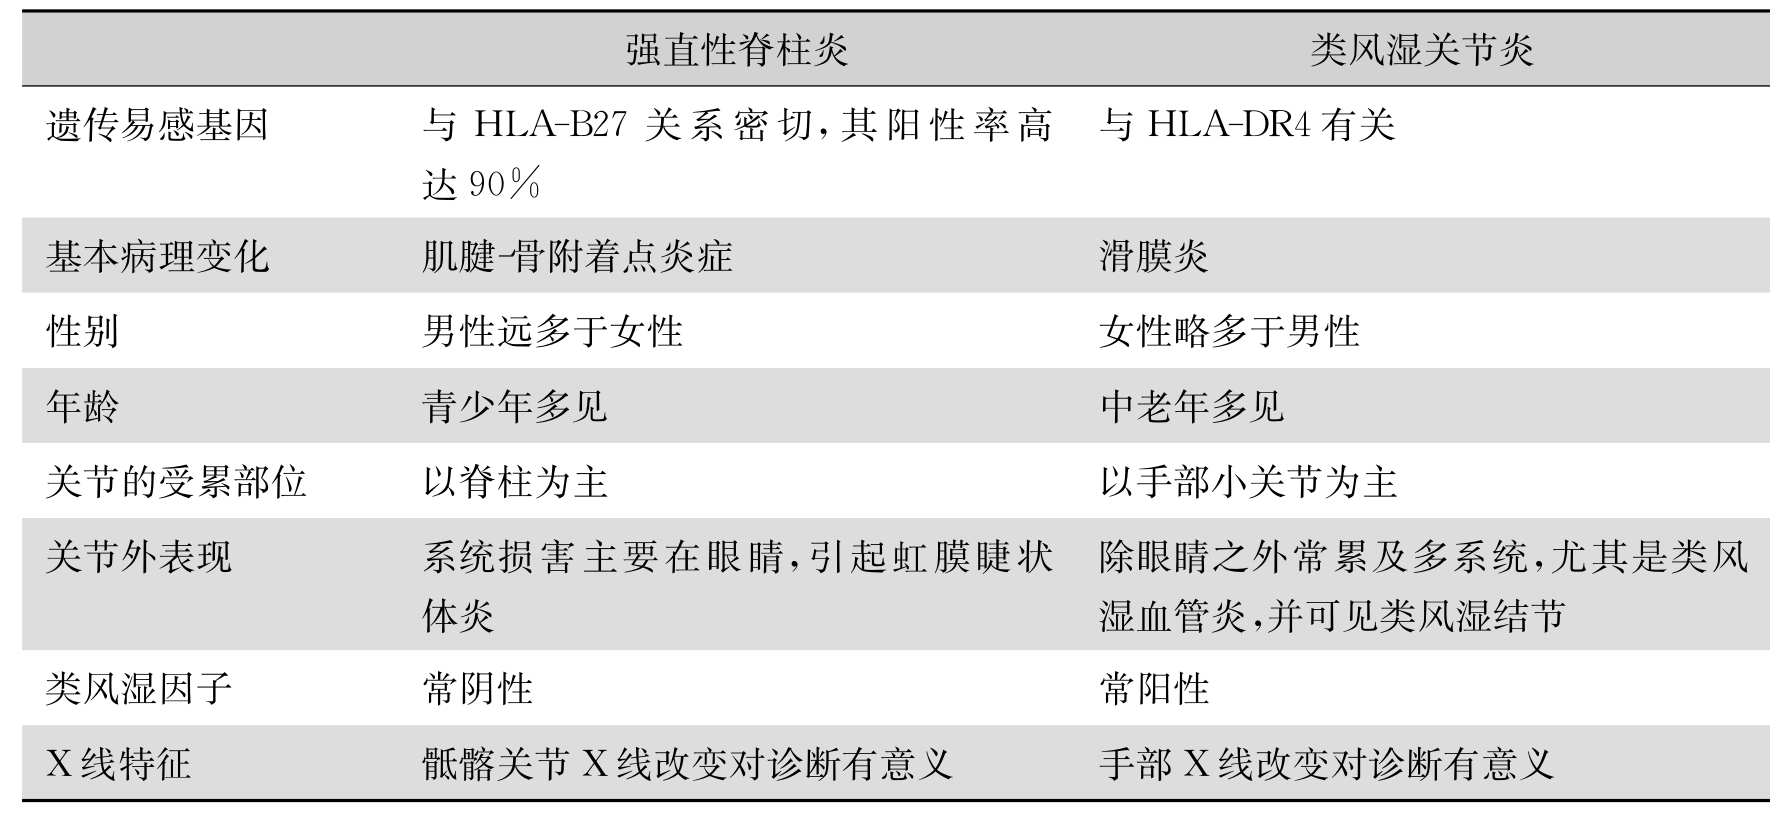 强直性脊柱炎 类风湿关节炎
遗传易感基因 与 HLA-B27 关系密切,其阳性率高 与 HLA-DR4 有关
达 90%
基本病理变化 肌腱-骨附着点炎症 滑膜炎
性别 男性远多于女性 女性略多于男性
年龄 青少年多见 中老年多见
关节的受累部位 以脊柱为主 以手部小关节为主
关节外表现 系统损害主要在眼睛,引起虹膜睫状 除眼睛之外常累及多系统,尤其是类风
体炎 湿血管炎,并可见类风湿结节
类风湿因子 常阴性 常阳性
X 线特征 骶髂关节 X 线改变对诊断有意义 手部 X 线改变对诊断有意义